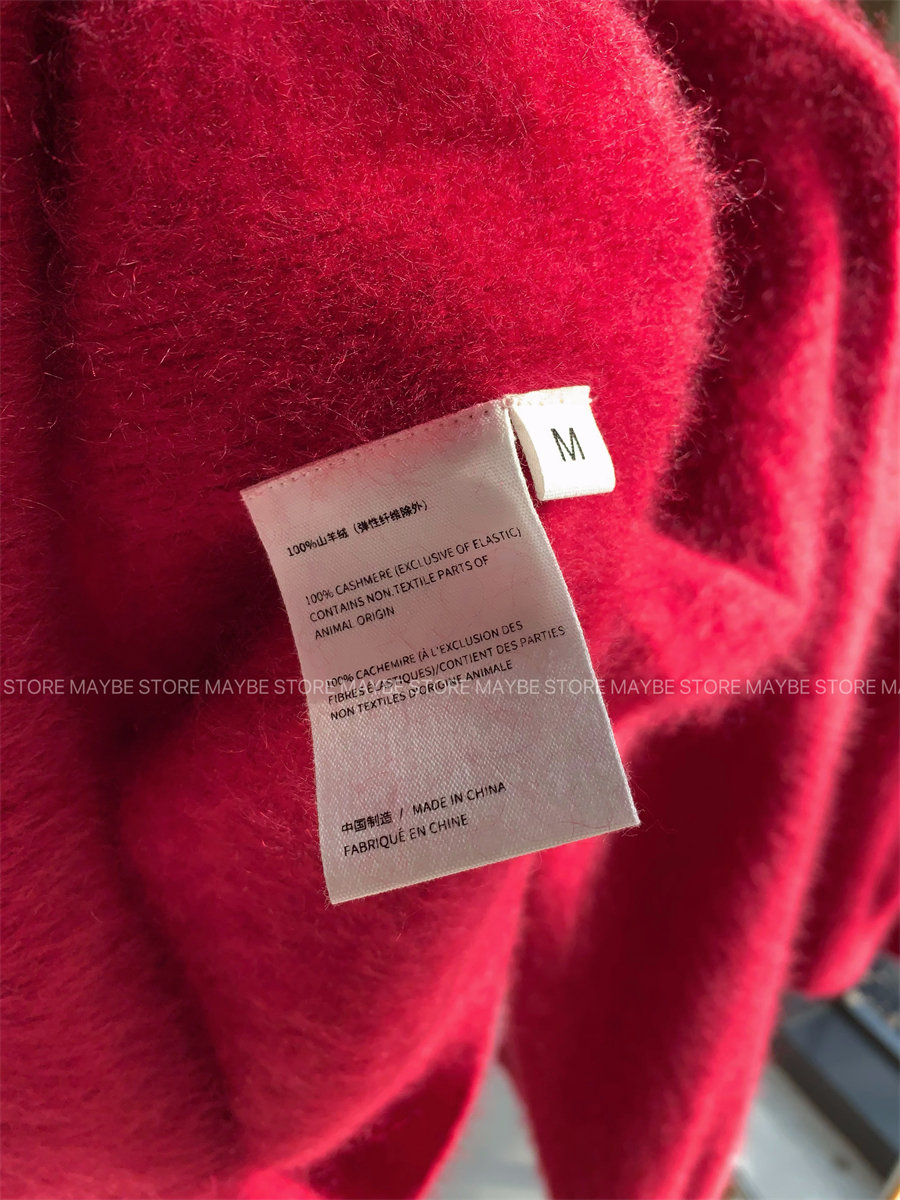 M
100%山羊绒（弹性纤维除外）
100% CASHMERE (EXCLUSIVE OF ELASTIC)
CONTAINS NON.TEXTILE PARTS OF
ANIMAL ORIGIN
100% CACHEMIRE (À L'EXCLUSION DES
FIBRES ÉLASTIQUES)/CONTIENT DES PARTIES
NON TEXTILES D'ORIGINE ANIMALE
STORE MAYBE STORE MAYBE STORE MAYBE STORE MAYBE STORE MAYBE STORE MAYBE STORE
中国制造 / MADE IN CHINA
FABRIQUÉ EN CHINE